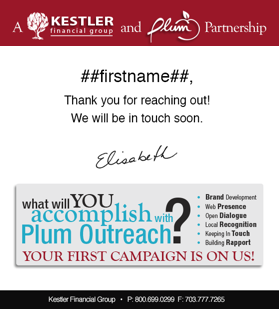 A KESTLER financial group and Plum Partnership
##firstname##,
Thank you for reaching out!
We will be in touch soon.
Elisabeth
what will YOU
accomplish with
Plum Outreach?
• Brand Development
• Web Presence
• Open Dialogue
• Local Recognition
• Keeping In Touch
• Building Rapport
YOUR FIRST CAMPAIGN IS ON US!
Kestler Financial Group • P: 800.699.0299 F: 703.777.7265